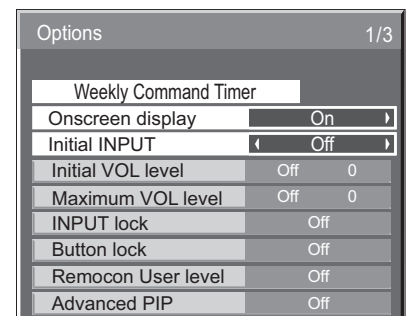 Options 1/3
Weekly Command Timer
Onscreen display On
Initial INPUT Off
Initial VOL level Off 0
Maximum VOL level Off 0
INPUT lock Off
Button lock Off
Remocon User level Off
Advanced PIP Off